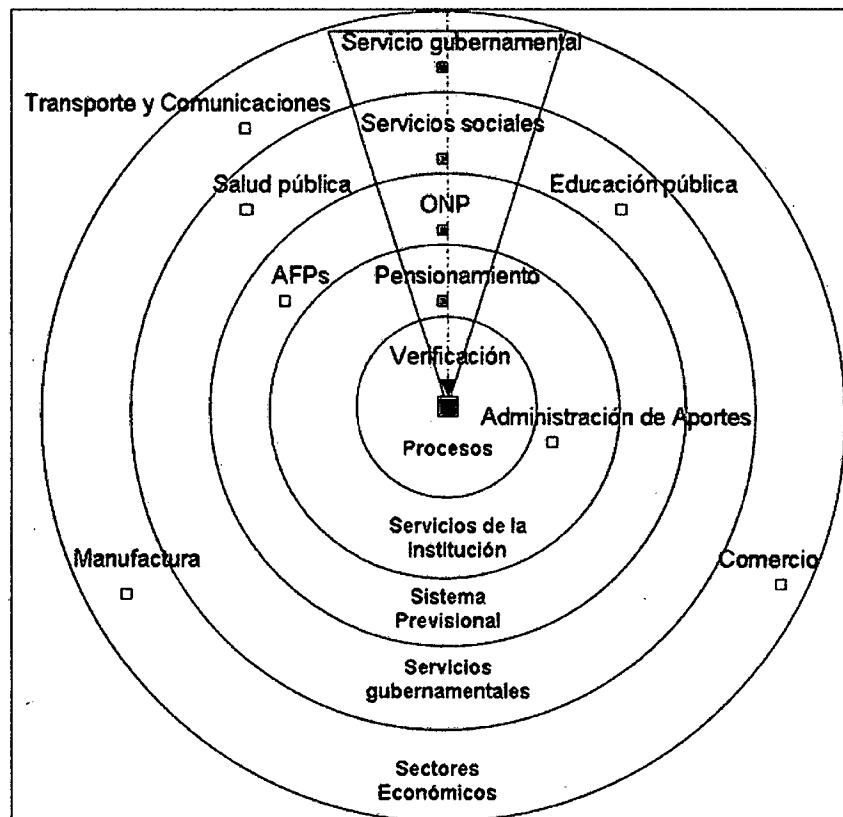 Servicio gubernamental
Transporte y Comunicaciones
Servicios sociales
Salud pública
Educación pública
ONP
AFPs
Pensionamiento
Verificación
Administración de Aportes
Procesos
Servicios de la
Institución
Manufactura
Comercio
Sistema
Previsional
Servicios
gubernamentales
Sectores
Económicos